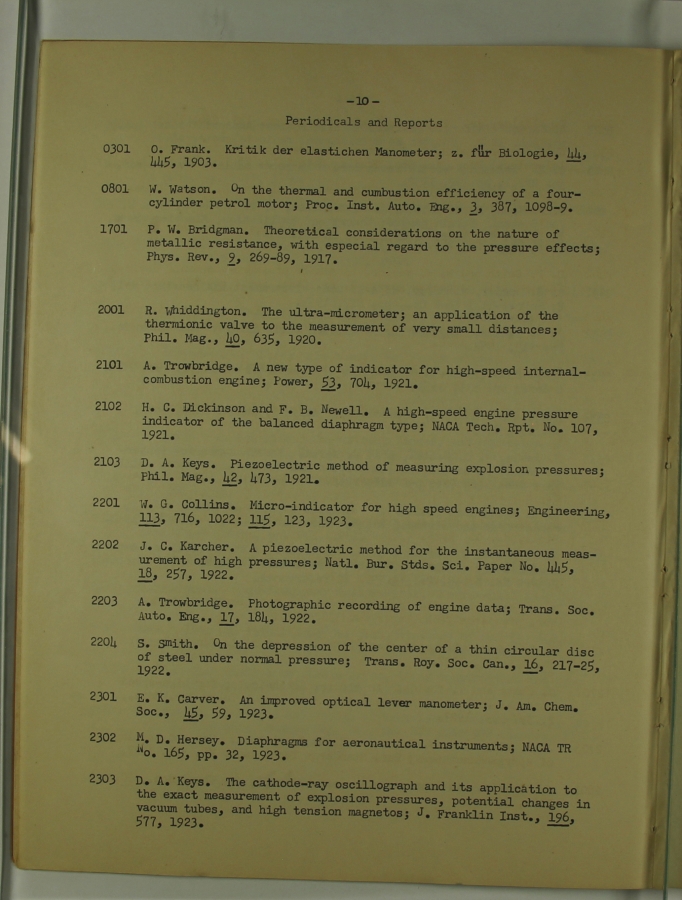 -10-
Periodicals and Reports
0301 O. Frank. Kritik der elastichen Manometer; z. für Biologie, 44,
445, 1903.
0801 W. Watson. On the thermal and cumbustion efficiency of a four-
cylinder petrol motor; Proc. Inst. Auto. Eng., 3, 387, 1098-9.
1701 P. W. Bridgman. Theoretical considerations on the nature of
metallic resistance, with especial regard to the pressure effects;
Phys. Rev., 9, 269-89, 1917.
2001 R. Whiddington. The ultra-micrometer; an application of the
thermionic valve to the measurement of very small distances;
Phil. Mag., 40, 635, 1920.
2101 A. Trowbridge. A new type of indicator for high-speed internal-
combustion engine; Power, 53, 704, 1921.
2102 H. C. Dickinson and F. B. Newell. A high-speed engine pressure
indicator of the balanced diaphragm type; NACA Tech. Rpt. No. 107,
1921.
2103 D. A. Keys. Piezoelectric method of measuring explosion pressures;
Phil. Mag., 42, 473, 1921.
2201 W. G. Collins. Micro-indicator for high speed engines; Engineering,
113, 716, 1022; 115, 123, 1923.
2202 J. C. Karcher. A piezoelectric method for the instantaneous meas-
urement of high pressures; Natl. Bur. Stds. Sci. Paper No. 445,
18, 257, 1922.
2203 A. Trowbridge. Photographic recording of engine data; Trans. Soc.
Auto. Eng., 17, 184, 1922.
2204 S. Smith. On the depression of the center of a thin circular disc
of steel under normal pressure; Trans. Roy. Soc. Can., 16, 217-25,
1922.
2301 E. K. Carver. An improved optical lever manometer; J. Am. Chem.
Soc., 45, 59, 1923.
2302 M. D. Hersey. Diaphragms for aeronautical instruments; NACA TR
No. 165, pp. 32, 1923.
2303 D. A. Keys. The cathode-ray oscillograph and its application to
the exact measurement of explosion pressures, potential changes in
vacuum tubes, and high tension magnetos; J. Franklin Inst., 196,
577, 1923.